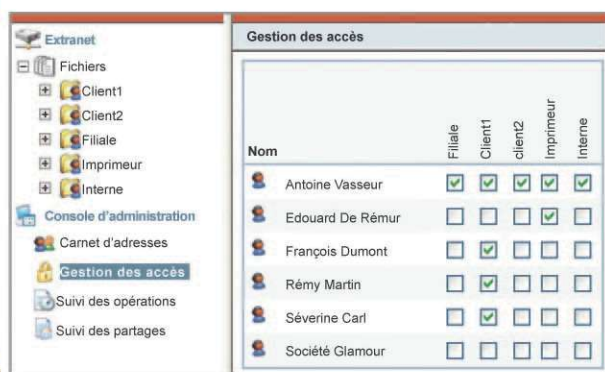 Extranet
Fichiers
Client1
Client2
Filiale
Imprimeur
Interne
Console d'administration
Carnet d'adresses
Gestion des accès
Suivi des opérations
Suivi des partages
Gestion des accès
Nom
Filiale
Client1
client2
Imprimeur
Interne
Antoine Vasseur
Edouard De Rémur
François Dumont
Rémy Martin
Séverine Carl
Société Glamour